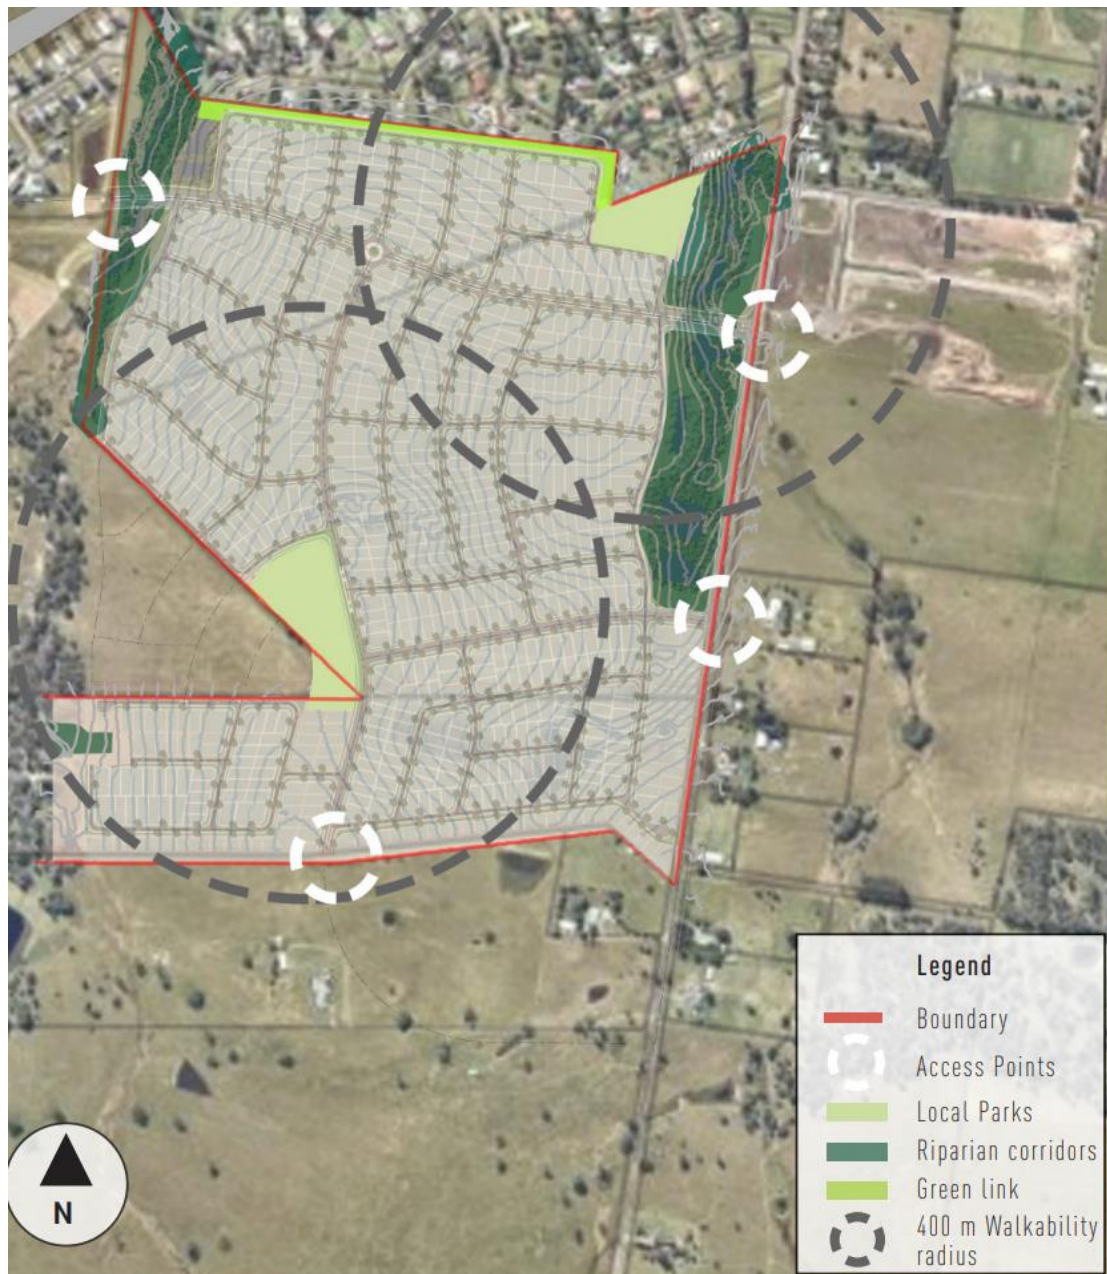 Legend
Boundary
Access Points
Local Parks
Riparian corridors
Green link
400 m Walkability
radius
N